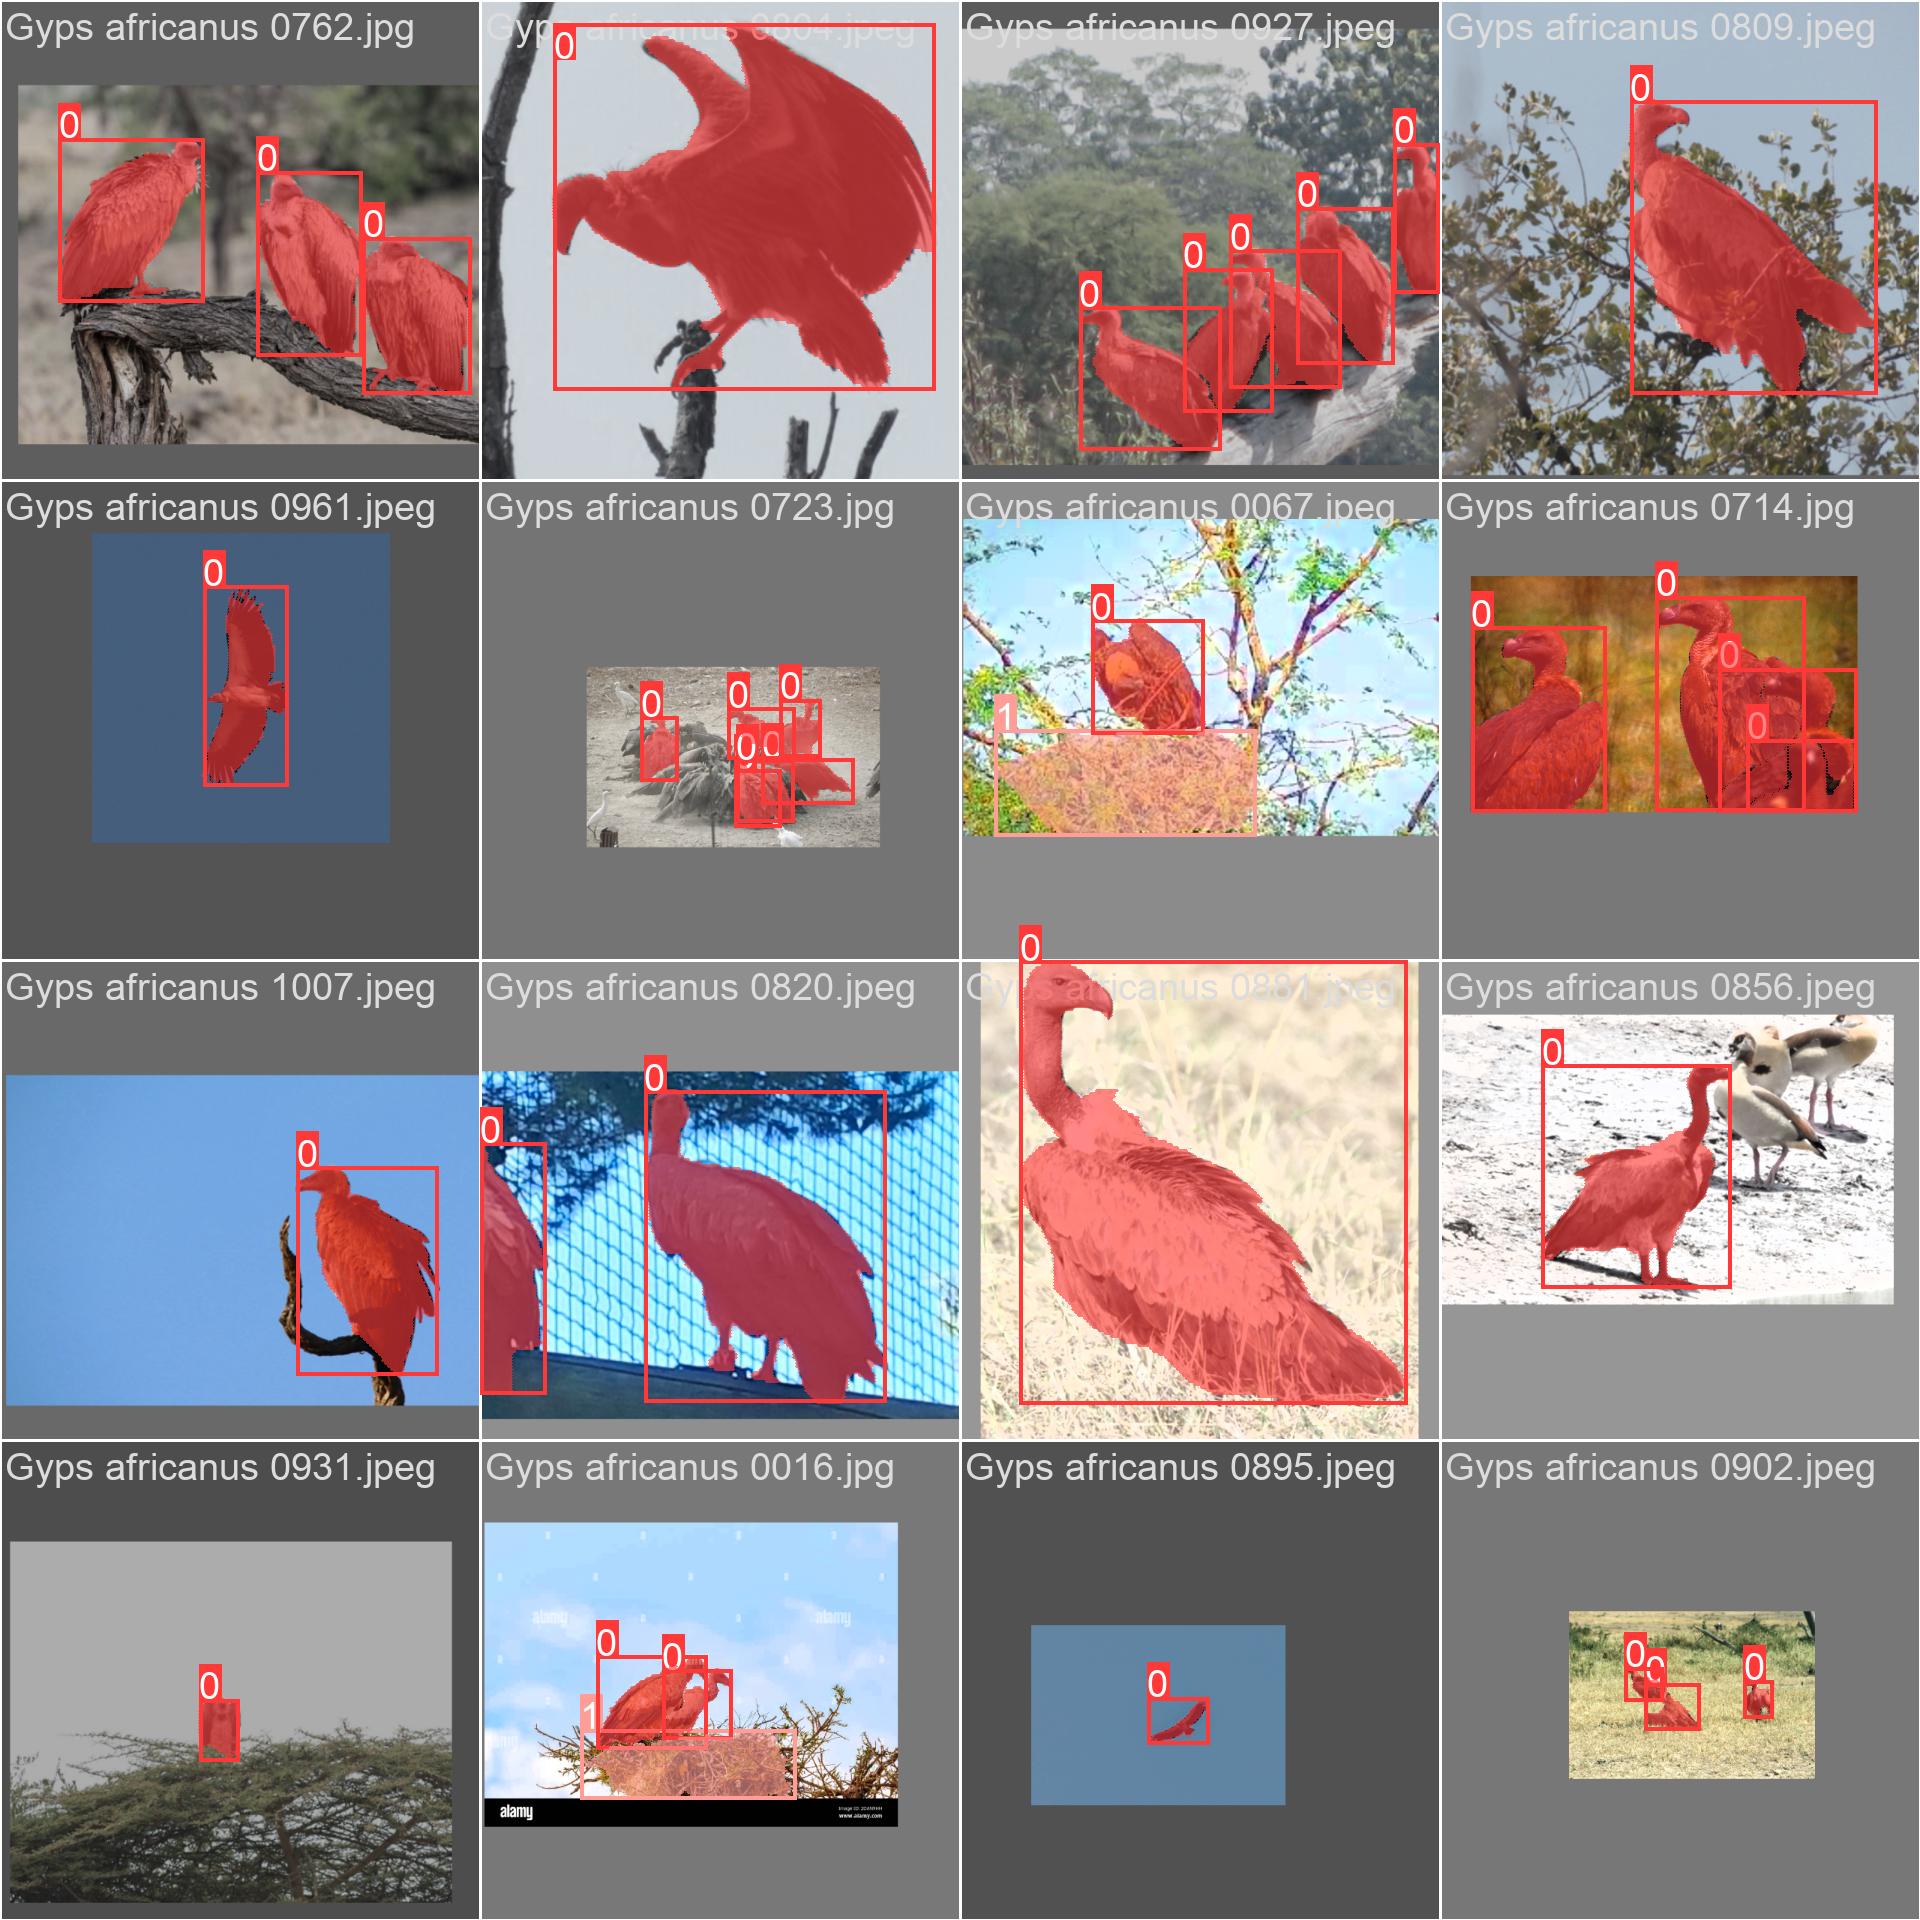 Gyps africanus 0762.jpg
Gyps africanus 0804.jpeg
Gyps africanus 0927.jpeg
Gyps africanus 0809.jpeg
0
0
0
0
0
0
0
0
0
0
Gyps africanus 0961.jpeg
Gyps africanus 0723.jpg
Gyps africanus 0067.jpeg
Gyps africanus 0714.jpg
0
0
0
0
0
0
0
1
0
0
0
0
Gyps africanus 1007.jpeg
Gyps africanus 0820.jpeg
Gyps africanus 0881.jpeg
Gyps africanus 0856.jpeg
0
0
0
0
0
Gyps africanus 0931.jpeg
Gyps africanus 0016.jpg
Gyps africanus 0895.jpeg
Gyps africanus 0902.jpeg
0
0
0
1
alamy
alamy
alamy
www.alamy.com
0
0
0
0